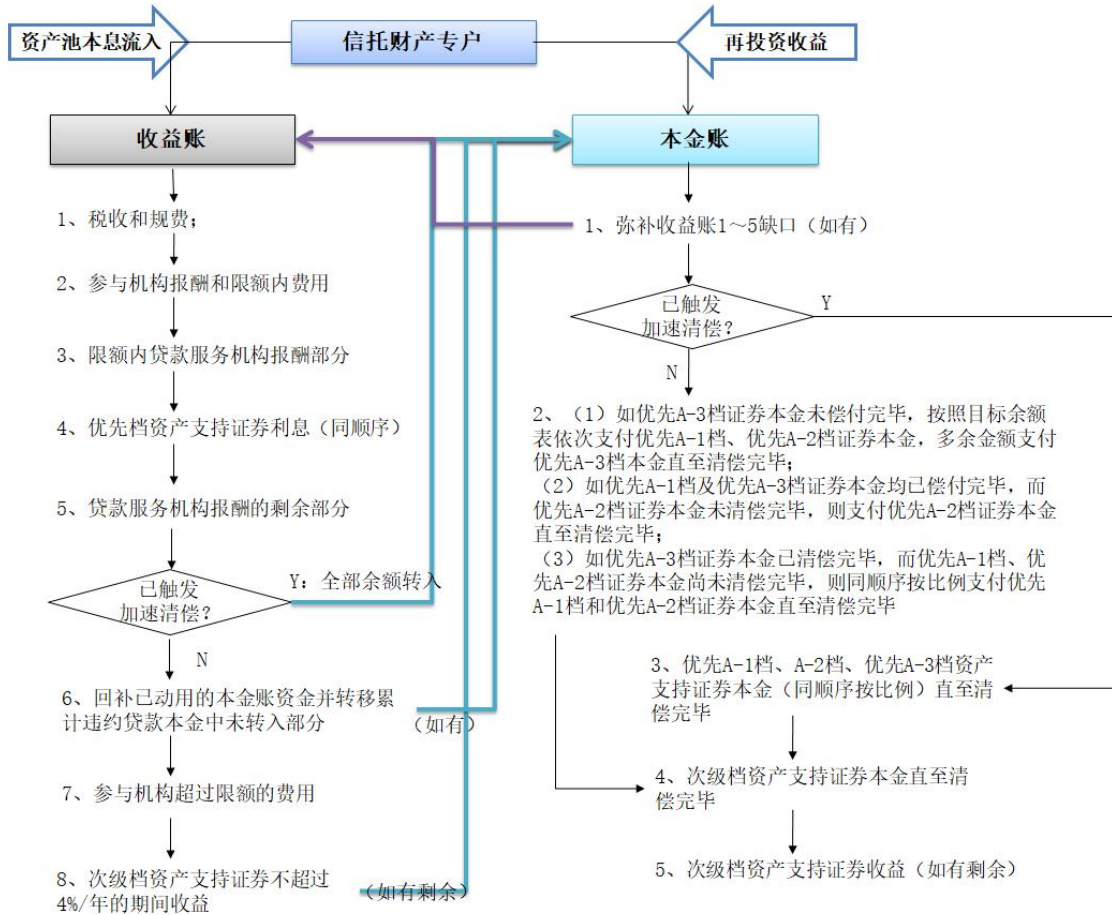 资产池本息流入
信托财产专户
再投资收益
收益账
本金账
1、税收和规费；
2、参与机构报酬和限额内费用
3、限额内贷款服务机构报酬部分
4、优先档资产支持证券利息（同顺序）
5、贷款服务机构报酬的剩余部分
已触发
加速清偿？
Y：全部余额转入
N
6、回补已动用的本金账资金并转移累
计违约贷款本金中未转入部分
（如有）
7、参与机构超过限额的费用
8、次级档资产支持证券不超过
4%/年的期间收益
（如有剩余）
1、弥补收益账1～5缺口（如有）
已触发
加速清偿？
Y
N
2、（1）如优先A-3档证券本金未偿付完毕，按照目标余额
表依次支付优先A-1档、优先A-2档证券本金，多余金额支付
优先A-3档本金直至清偿完毕；
（2）如优先A-1档及优先A-3档证券本金均已偿付完毕，而
优先A-2档证券本金未清偿完毕，则支付优先A-2档证券本金
直至清偿完毕；
（3）如优先A-3档证券本金已清偿完毕，而优先A-1档、优
先A-2档证券本金尚未清偿完毕，则同顺序按比例支付优先
A-1档和优先A-2档证券本金直至清偿完毕
3、优先A-1档、A-2档、优先A-3档资产
支持证券本金（同顺序按比例）直至清
偿完毕
4、次级档资产支持证券本金直至清
偿完毕
5、次级档资产支持证券收益（如有剩余）